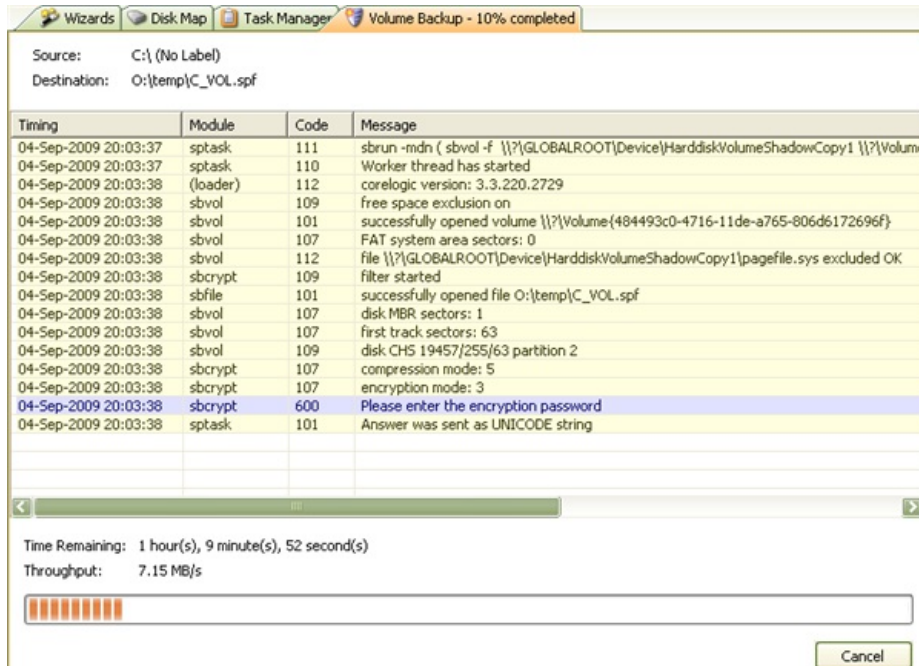 Wizards Disk Map Task Manager Volume Backup - 10% completed
Source: C:\ (No Label)
Destination: O:\temp\C_VOL.spf
Timing Module Code Message
04-Sep-2009 20:03:37 sptask 111 sbrun -mdn ( sbvol -f \\?\GLOBALROOT\Device\HarddiskVolumeShadowCopy1 \\?\Volum
04-Sep-2009 20:03:37 sptask 110 Worker thread has started
04-Sep-2009 20:03:38 (loader) 112 corelogic version: 3.3.220.2729
04-Sep-2009 20:03:38 sbvol 109 free space exclusion on
04-Sep-2009 20:03:38 sbvol 101 successfully opened volume \\?\Volume{484493c0-4716-11de-a765-806d6172696f}
04-Sep-2009 20:03:38 sbvol 107 FAT system area sectors: 0
04-Sep-2009 20:03:38 sbvol 112 file \\?\GLOBALROOT\Device\HarddiskVolumeShadowCopy1\pagefile.sys excluded OK
04-Sep-2009 20:03:38 sbcrypt 109 filter started
04-Sep-2009 20:03:38 sbfile 101 successfully opened file O:\temp\C_VOL.spf
04-Sep-2009 20:03:38 sbvol 107 disk MBR sectors: 1
04-Sep-2009 20:03:38 sbvol 107 first track sectors: 63
04-Sep-2009 20:03:38 sbvol 109 disk CHS 19457/255/63 partition 2
04-Sep-2009 20:03:38 sbcrypt 107 compression mode: 5
04-Sep-2009 20:03:38 sbcrypt 107 encryption mode: 3
04-Sep-2009 20:03:38 sbcrypt 600 Please enter the encryption password
04-Sep-2009 20:03:38 sptask 101 Answer was sent as UNICODE string
Time Remaining: 1 hour(s), 9 minute(s), 52 second(s)
Throughput: 7.15 MB/s
Cancel